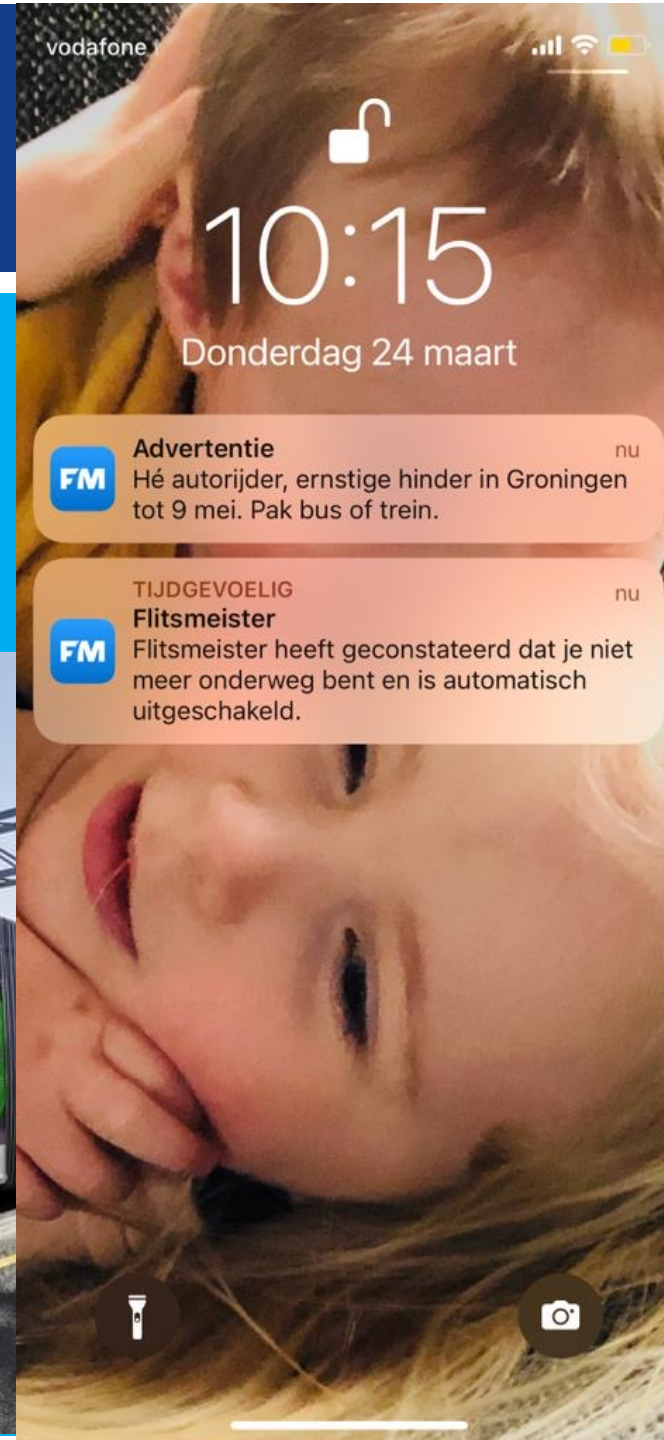 vodafone
10:15
Donderdag 24 maart
Advertentie
nu
FM
Hé autorijder, ernstige hinder in Groningen
tot 9 mei. Pak bus of trein.
TIJDGEVOELIG
nu
Flitsmeister
FM
Flitsmeister heeft geconstateerd dat je niet
meer onderweg bent en is automatisch
uitgeschakeld.